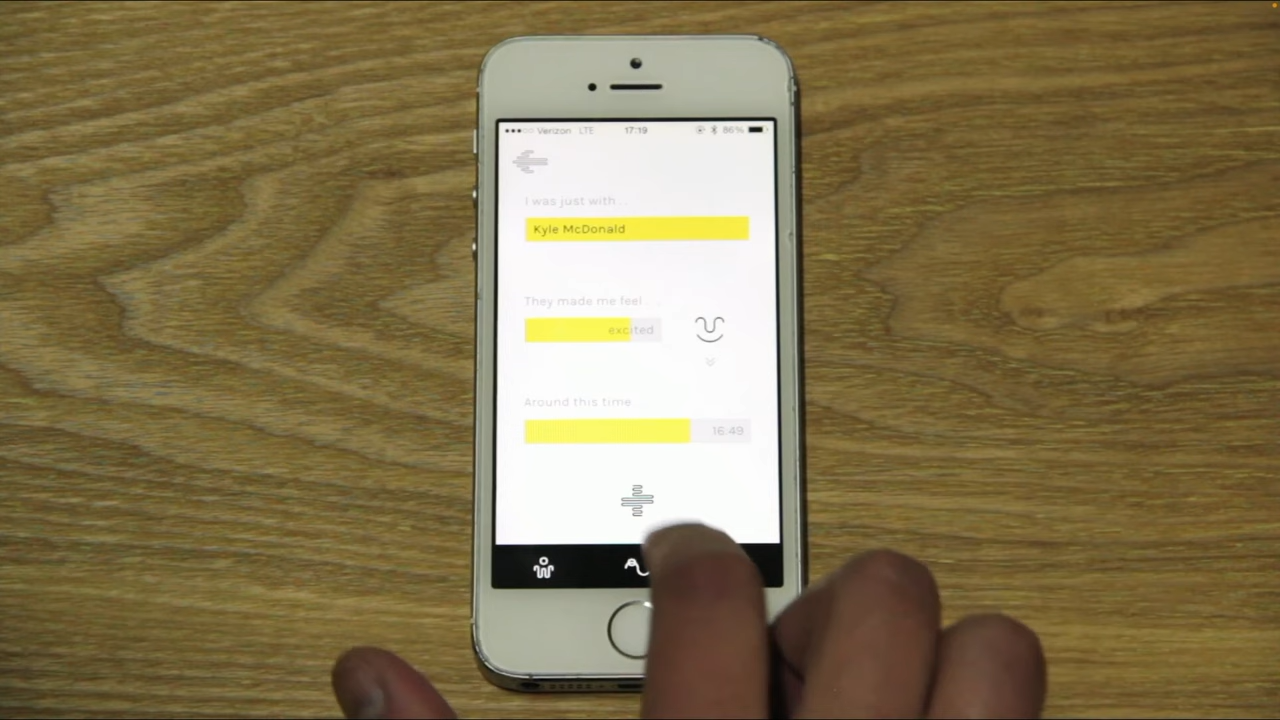 Verizon LTE 17:19 86%
I was just with...
Kyle McDonald
They made me feel...
excited
Around this time...
16:49